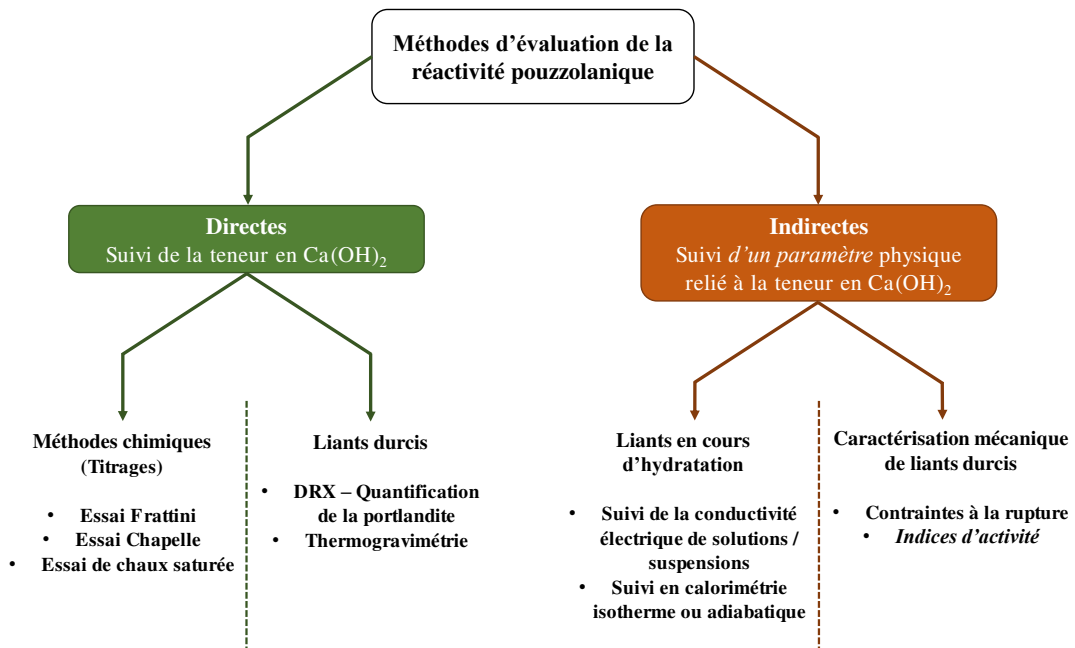 Méthodes d'évaluation de la
réactivité pouzzolanique
Directes
Suivi de la teneur en Ca(OH)₂
Indirectes
Suivi d'un paramètre physique
relié à la teneur en Ca(OH)₂
Méthodes chimiques
(Titrages)
• Essai Frattini
• Essai Chapelle
• Essai de chaux saturée
Liants durcis
• DRX – Quantification
de la portlandite
• Thermogravimétrie
Liants en cours
d'hydratation
• Suivi de la conductivité
électrique de solutions /
suspensions
• Suivi en calorimétrie
isotherme ou adiabatique
Caractérisation mécanique
de liants durcis
• Contraintes à la rupture
• Indices d'activité